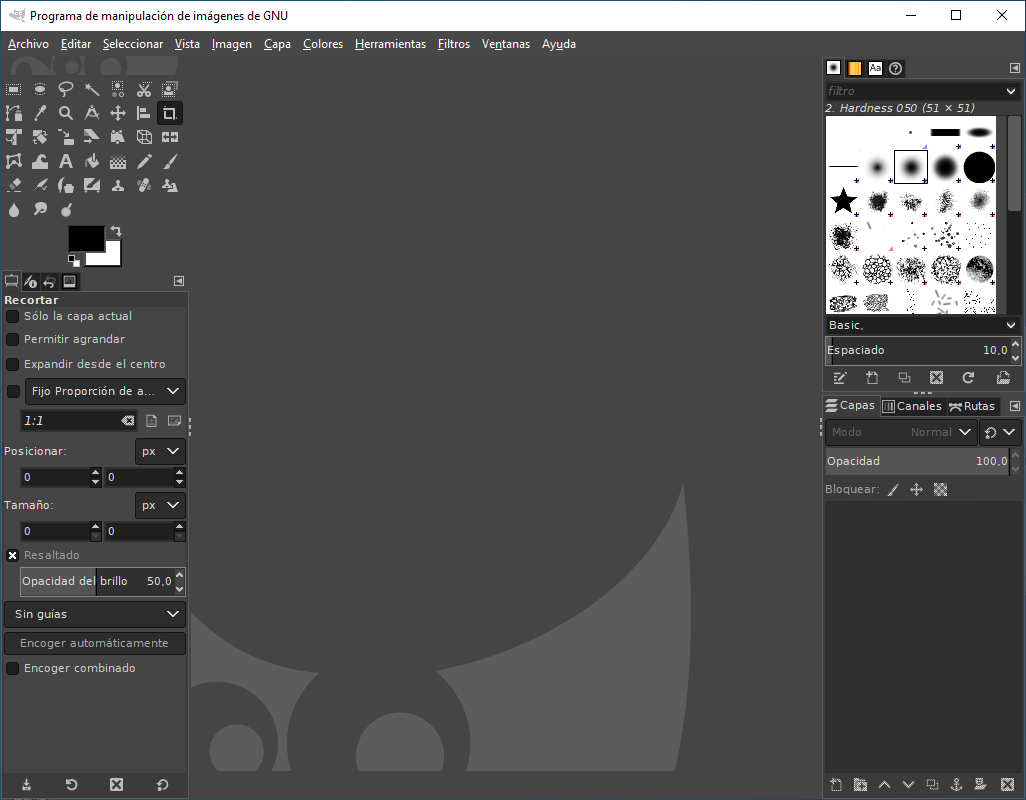 Programa de manipulación de imágenes de GNU
Archivo Editar Seleccionar Vista Imagen Capa Colores Herramientas Filtros Ventanas Ayuda
Recortar
Sólo la capa actual
Permitir agrandar
Expandir desde el centro
Fijo Proporción de a...
1:1
Posicionar: px
0 0
Tamaño: px
0 0
Resaltado
Opacidad del brillo 50,0
Sin guías
Encoger automáticamente
Encoger combinado
Aa
filtro
2. Hardness 050 (51 × 51)
Basic,
Espaciado 10,0
Capas Canales Rutas
Modo Normal
Opacidad 100,0
Bloquear: